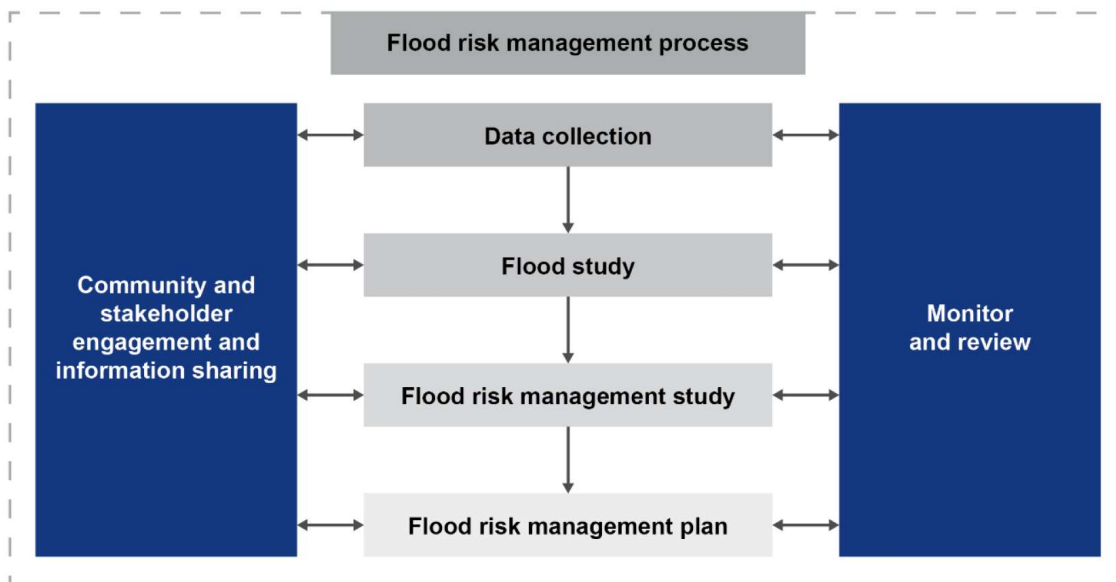 Flood risk management process
Data collection
Flood study
Community and
stakeholder
engagement and
information sharing
Monitor
and review
Flood risk management study
Flood risk management plan